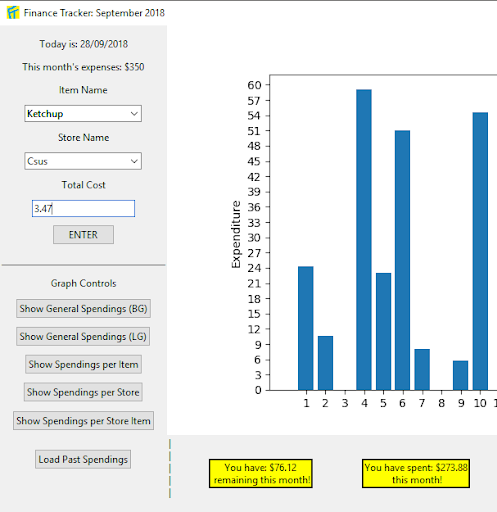 Finance Tracker: September 2018
Today is: 28/09/2018
This month's expenses: $350
Item Name
Ketchup
Store Name
Csus
Total Cost
3.47
ENTER
Graph Controls
Show General Spendings (BG)
Show General Spendings (LG)
Show Spendings per Item
Show Spendings per Store
Show Spendings per Store Item
Load Past Spendings
Expenditure
60
57
54
51
48
45
42
39
36
33
30
27
24
21
18
15
12
9
6
3
0
1 2 3 4 5 6 7 8 9 10
You have: $76.12
remaining this month!
You have spent: $273.88
this month!